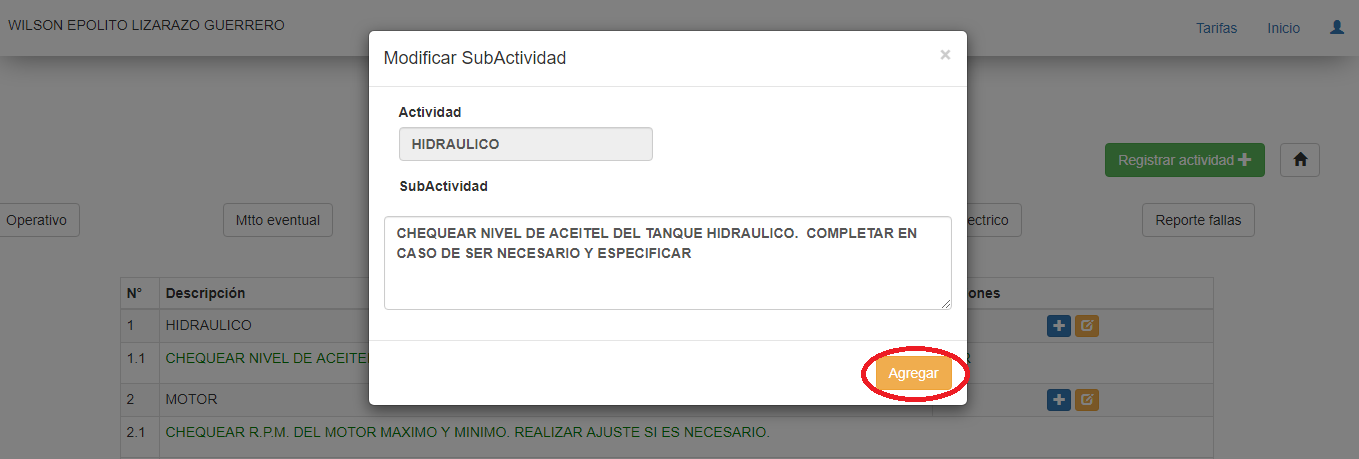 WILSON EPOLITO LIZARAZO GUERRERO
Tarifas
Inicio
Modificar SubActividad
×
Actividad
HIDRAULICO
SubActividad
CHEQUEAR NIVEL DE ACEITEL DEL TANQUE HIDRAULICO.  COMPLETAR EN
CASO DE SER NECESARIO Y ESPECIFICAR
Agregar
Registrar actividad
Operativo
Mtto eventual
ectrico
Reporte fallas
N°
Descripción
ones
1
HIDRAULICO
1.1
CHEQUEAR NIVEL DE ACEITE
R
2
MOTOR
2.1
CHEQUEAR R.P.M. DEL MOTOR MAXIMO Y MINIMO. REALIZAR AJUSTE SI ES NECESARIO.